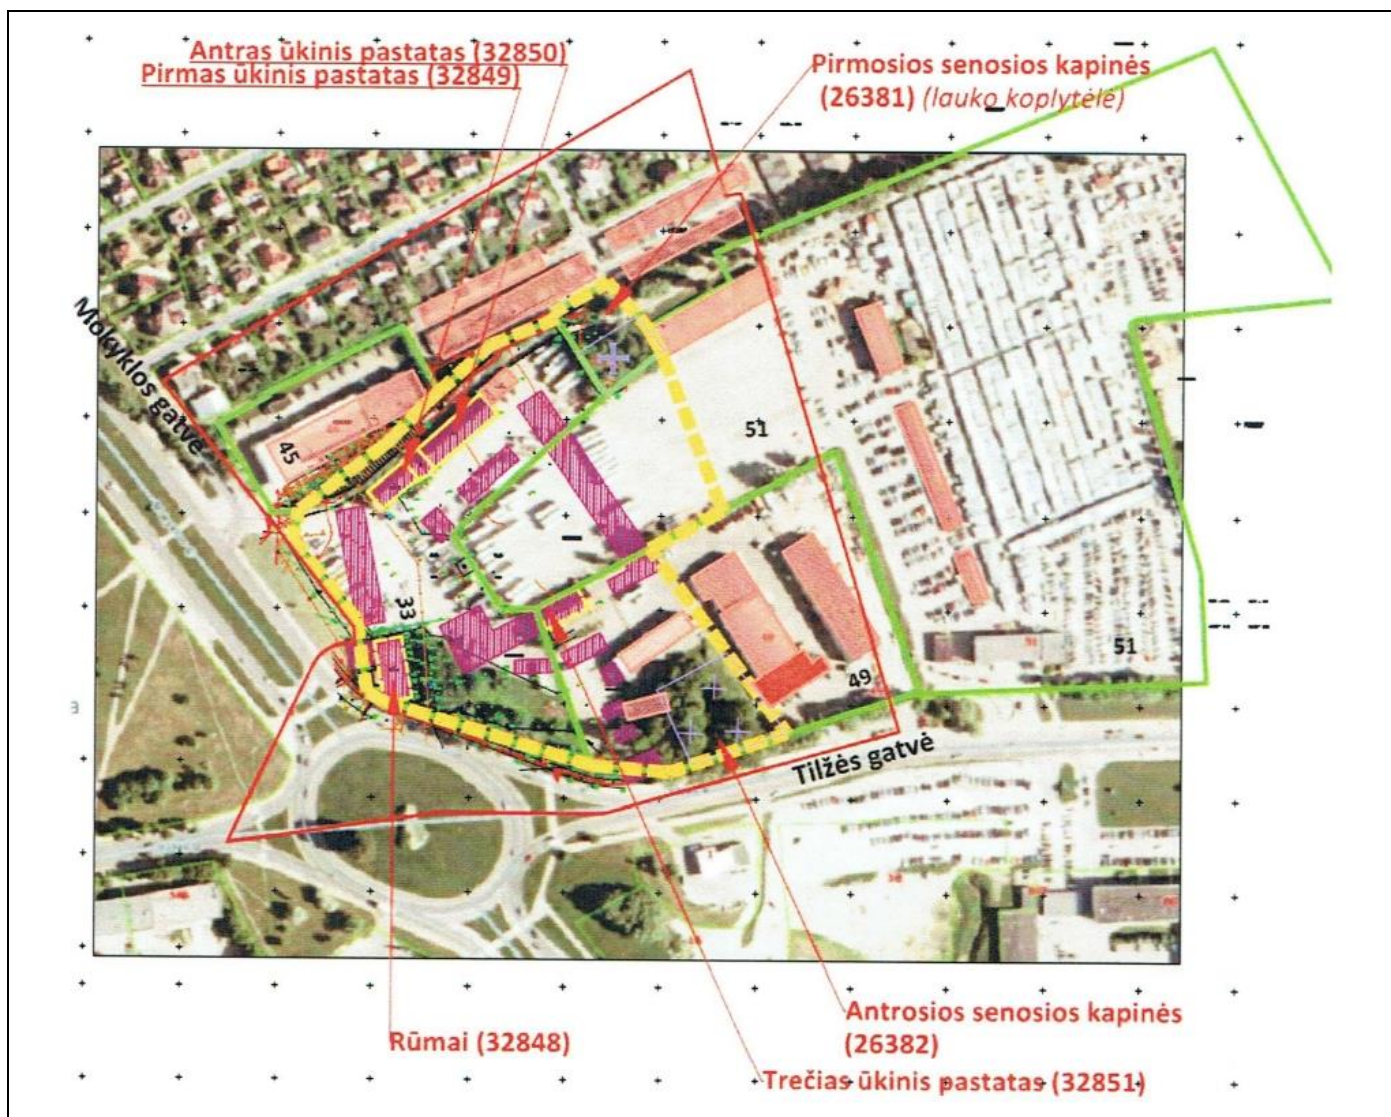 Antras ūkinis pastatas (32850)
Pirmas ūkinis pastatas (32849)
Pirmosios senosios kapinės
(26381) (lauko koplytėlė)
Mokyklos gatvė
45
51
33
51
49
Tilžės gatvė
Antrosios senosios kapinės
(26382)
Rūmai (32848)
Trečias ūkinis pastatas (32851)